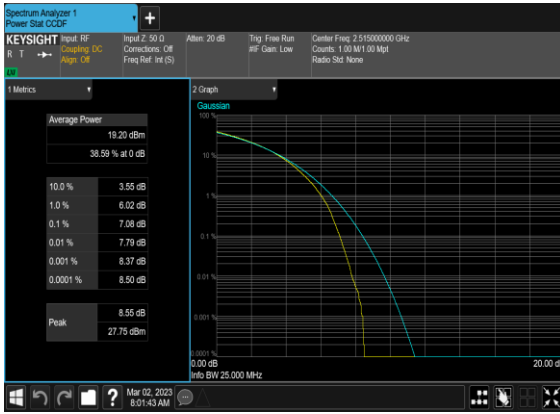 Spectrum Analyzer 1
Power Stat CCDF
+
KEYSIGHT
R T
LV
Input: RF
Coupling: DC
Align: Off
Input Z: 50 Ω
Corrections: Off
Freq Ref: Int (S)
Atten: 20 dB
Trig: Free Run
#IF Gain: Low
Center Freq: 2.515000000 GHz
Counts: 1.00 M/1.00 Mpt
Radio Std: None
1 Metrics
Average Power
19.20 dBm
38.59 % at 0 dB
10.0 % 3.55 dB
1.0 % 6.02 dB
0.1 % 7.08 dB
0.01 % 7.79 dB
0.001 % 8.37 dB
0.0001 % 8.50 dB
Peak
8.55 dB
27.75 dBm
2 Graph
Gaussian
100 %
10 %
1 %
0.1 %
0.01 %
0.001 %
0.0001 %
0.00 dB
20.00 dB
Info BW 25.000 MHz
?
Mar 02, 2023
8:01:43 AM